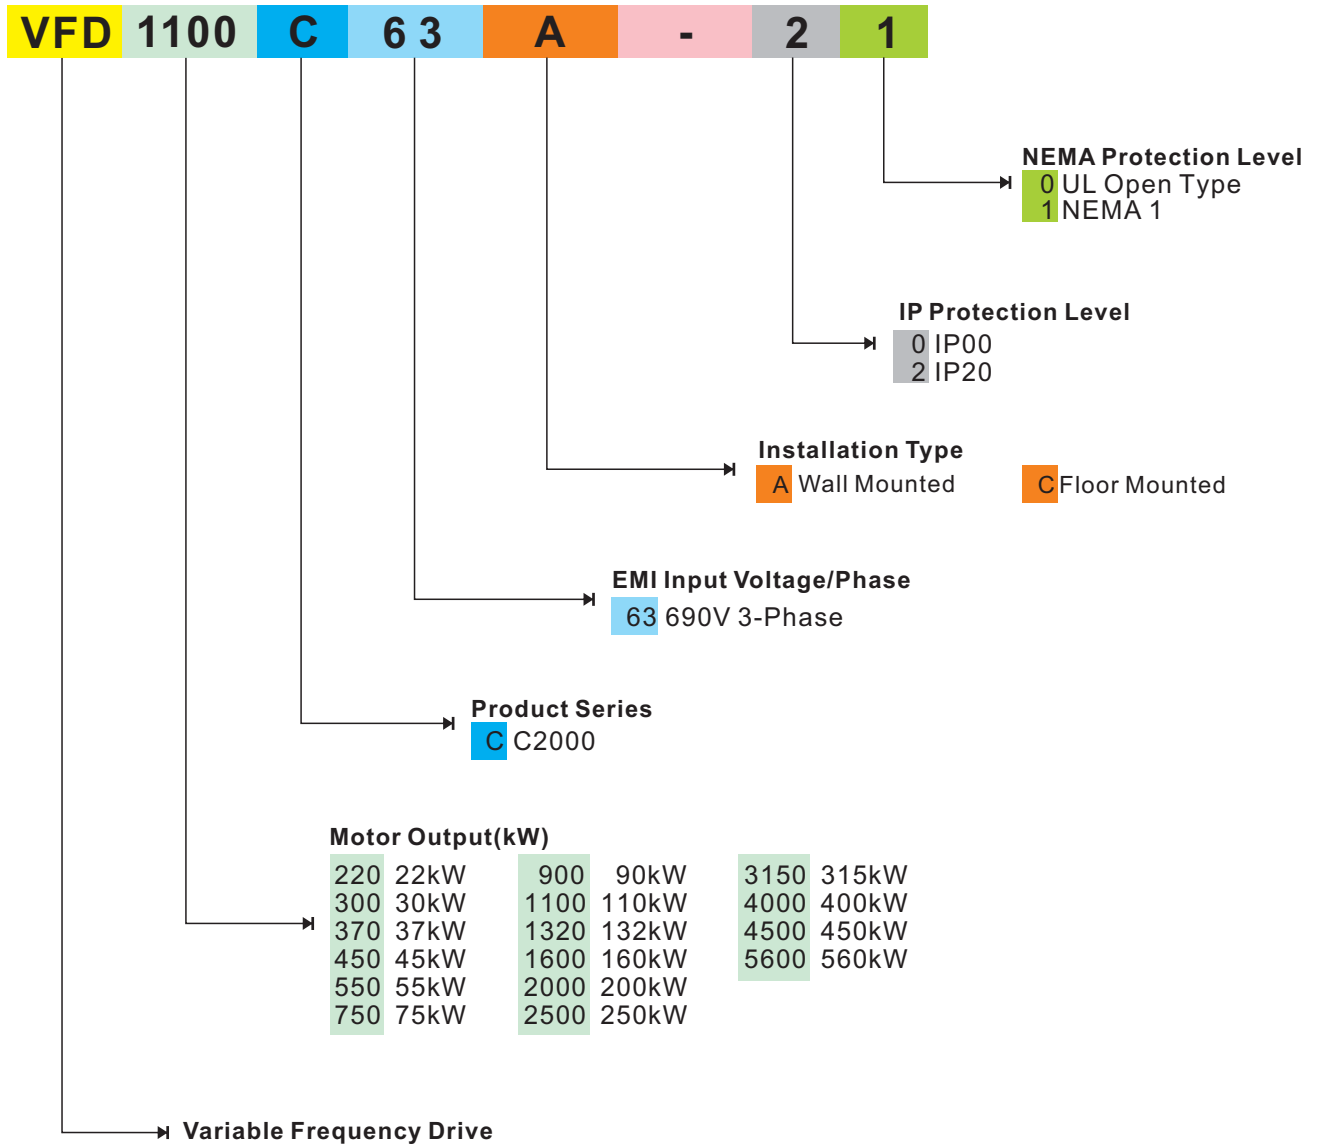 VFD 1100 C 63 A - 2 1
NEMA Protection Level
0 UL Open Type
1 NEMA 1
IP Protection Level
0 IP00
2 IP20
Installation Type
A Wall Mounted C Floor Mounted
EMI Input Voltage/Phase
63 690V 3-Phase
Product Series
C C2000
Motor Output(kW)
220 22kW 900 90kW 3150 315kW
300 30kW 1100 110kW 4000 400kW
370 37kW 1320 132kW 4500 450kW
450 45kW 1600 160kW 5600 560kW
550 55kW 2000 200kW
750 75kW 2500 250kW
Variable Frequency Drive